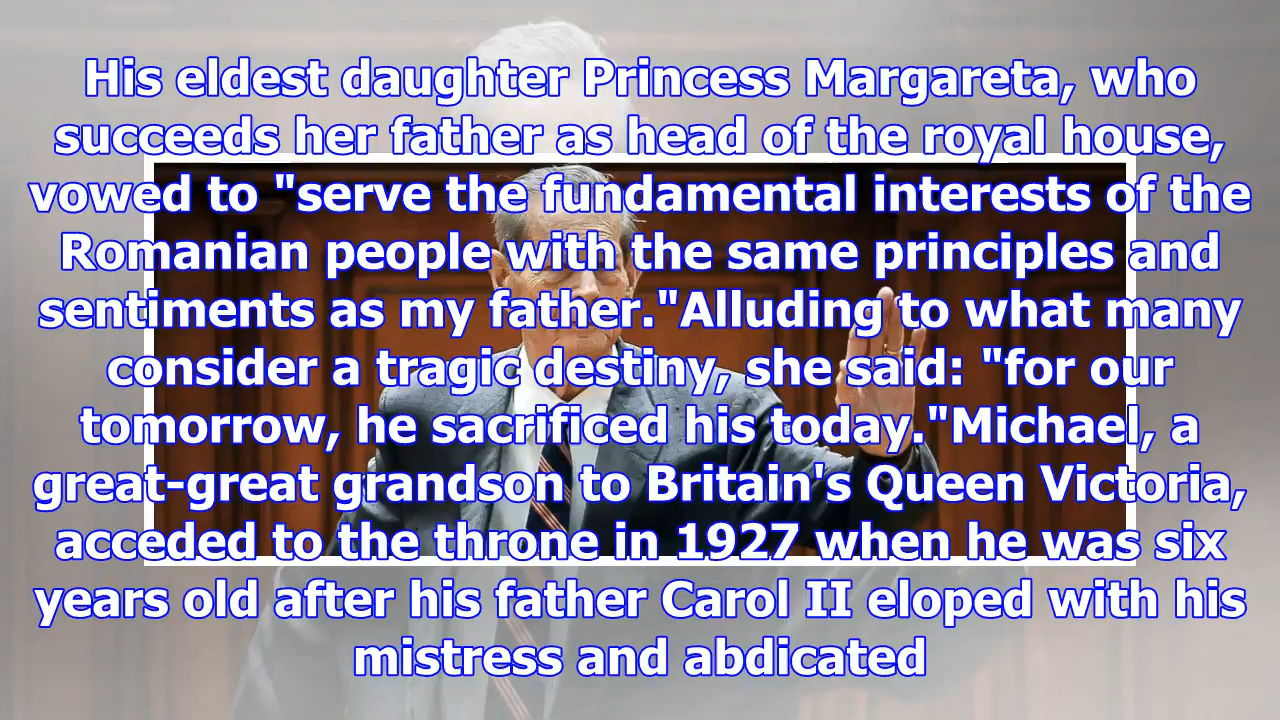 His eldest daughter Princess Margareta, who
succeeds her father as head of the royal house,
vowed to "serve the fundamental interests of the
Romanian people with the same principles and
sentiments as my father."Alluding to what many
consider a tragic destiny, she said: "for our
tomorrow, he sacrificed his today."Michael, a
great-great grandson to Britain's Queen Victoria,
acceded to the throne in 1927 when he was six
years old after his father Carol II eloped with his
mistress and abdicated